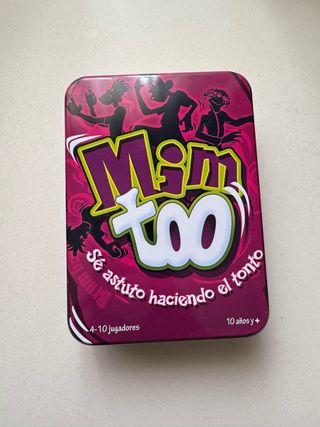 Mim
too
Sé astuto haciendo el tonto
4-10 jugadores
10 años y +